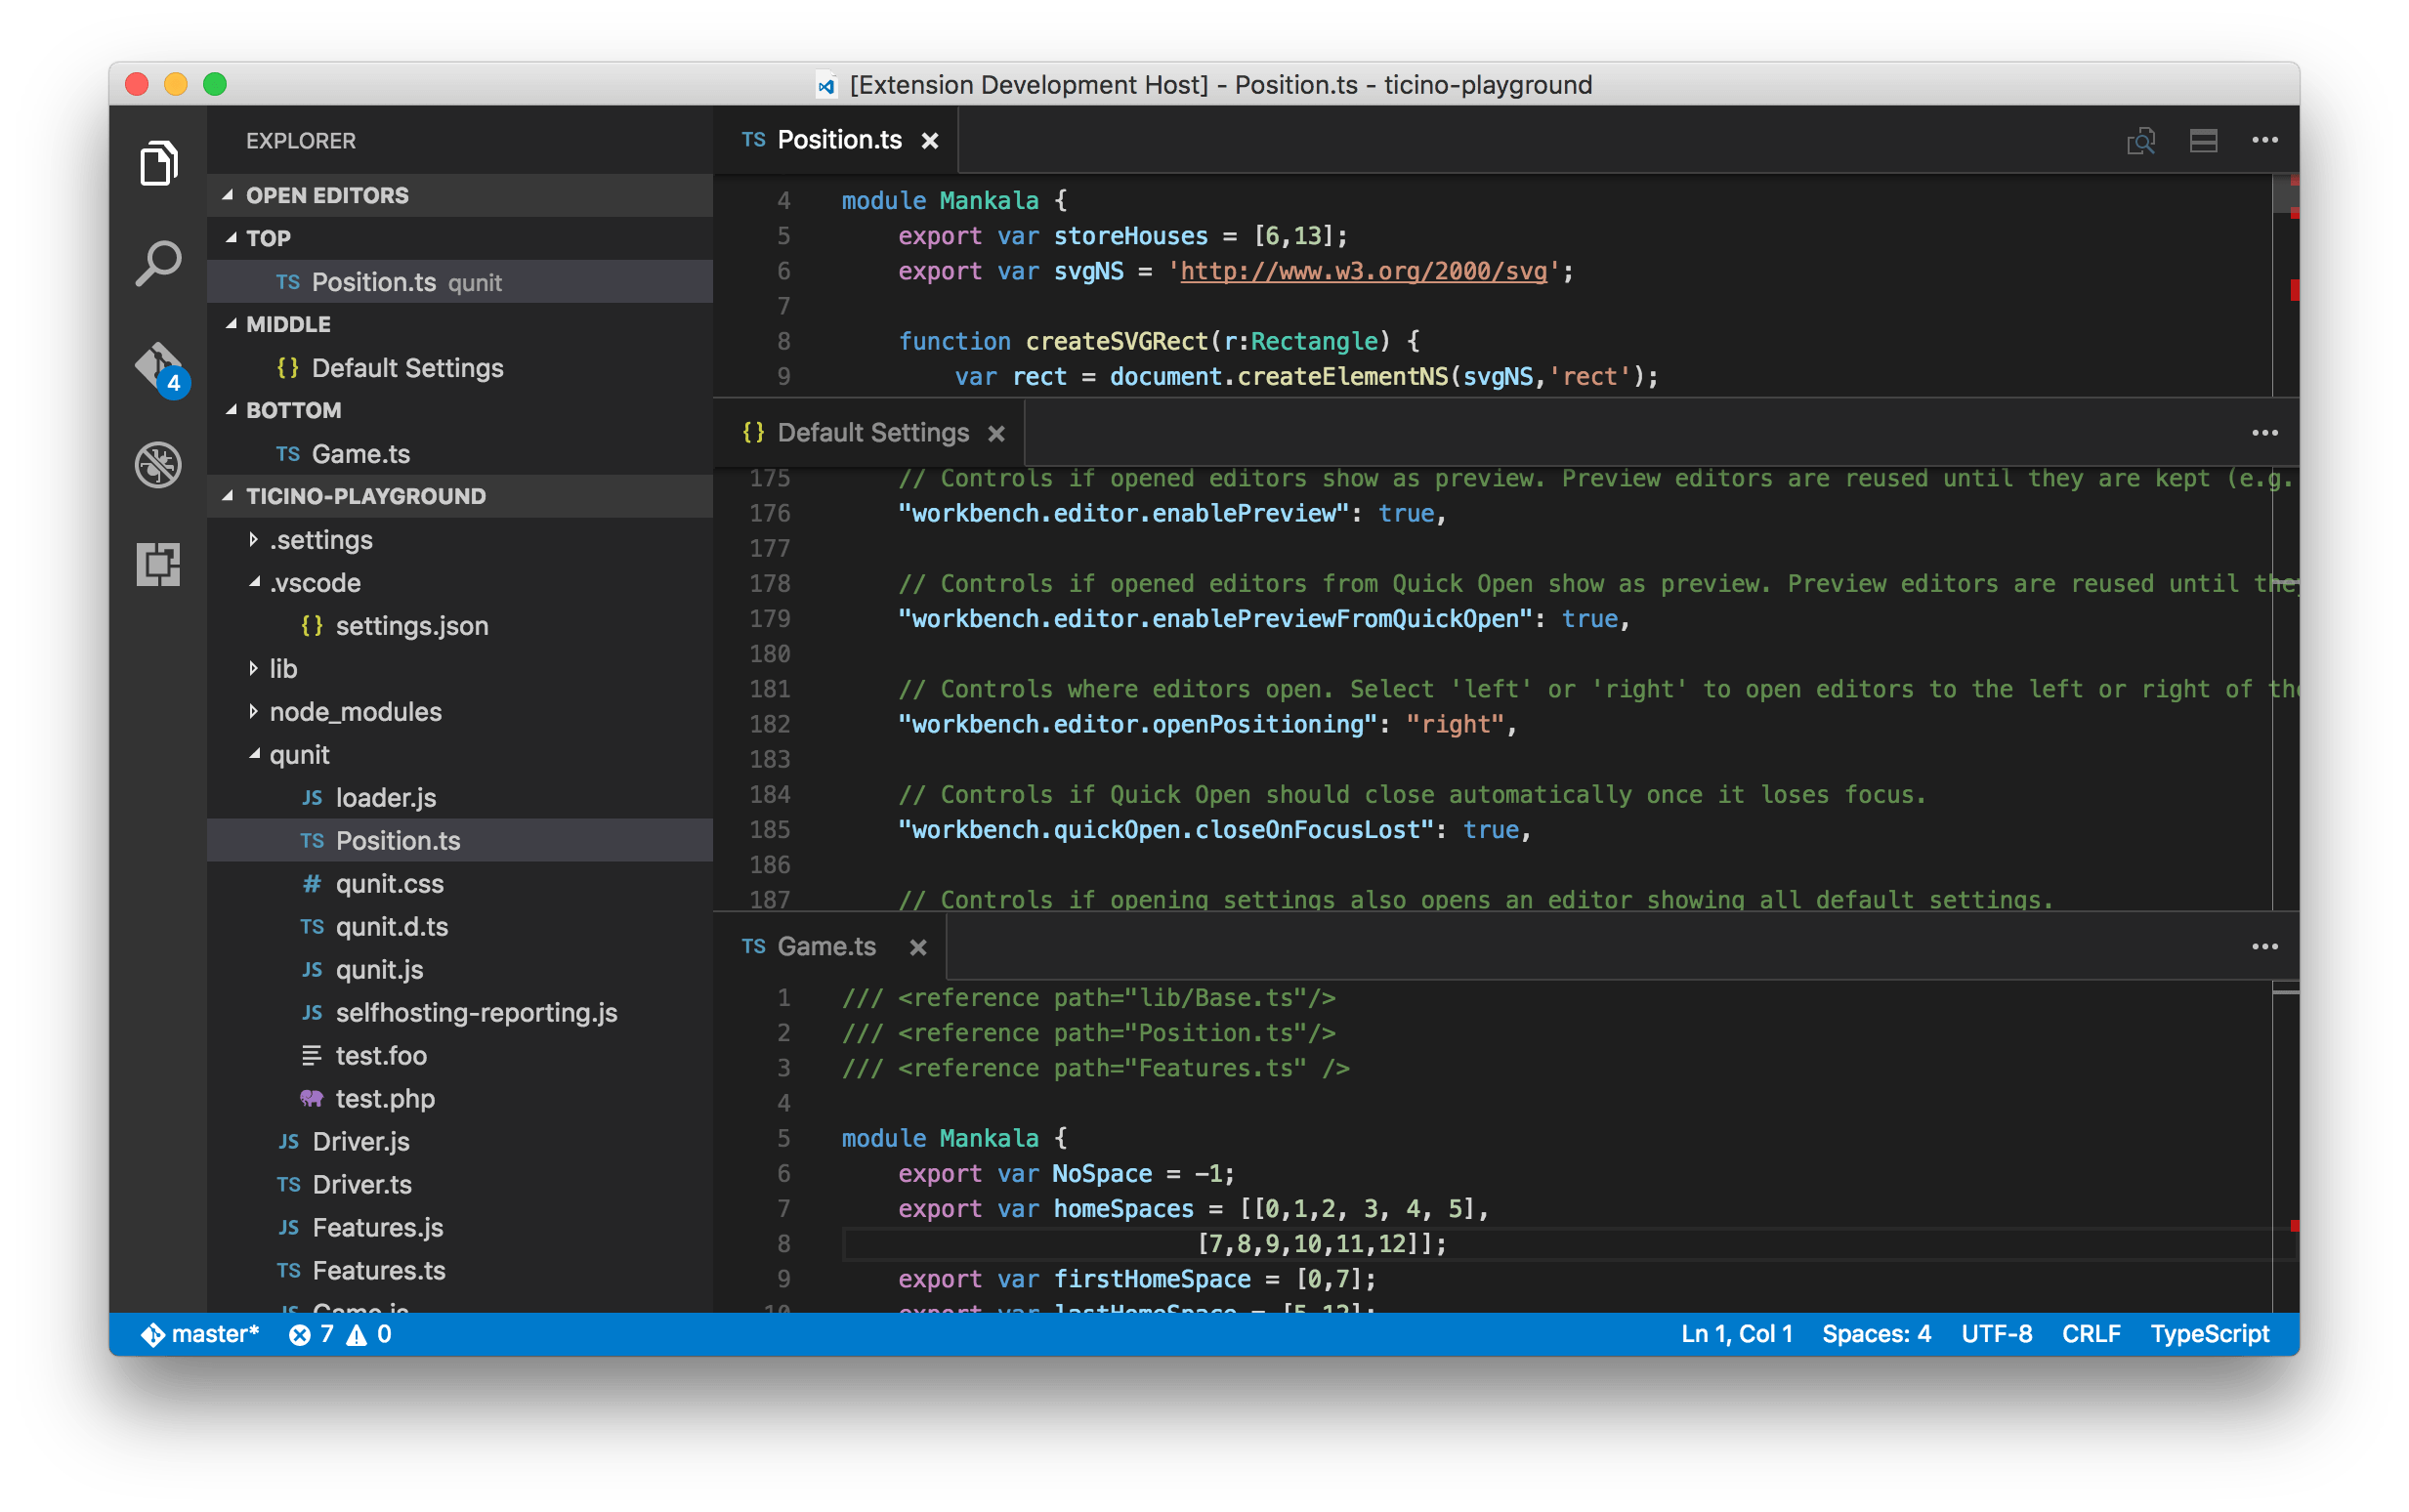 [Extension Development Host] - Position.ts - ticino-playground
EXPLORER
OPEN EDITORS
TOP
TS Position.ts qunit
MIDDLE
{} Default Settings
BOTTOM
TS Game.ts
TICINO-PLAYGROUND
.settings
.vscode
{} settings.json
lib
node_modules
qunit
JS loader.js
TS Position.ts
# qunit.css
TS qunit.d.ts
JS qunit.js
JS selfhosting-reporting.js
test.foo
test.php
JS Driver.js
TS Driver.ts
JS Features.js
TS Features.ts
JS Game.js
4
TS Position.ts
4 module Mankala {
5 export var storeHouses = [6,13];
6 export var svgNS = 'http://www.w3.org/2000/svg';
7
8 function createSVGRect(r:Rectangle) {
9 var rect = document.createElementNS(svgNS,'rect');
{} Default Settings
175 // Controls if opened editors show as preview. Preview editors are reused until they are kept (e.g.
176 "workbench.editor.enablePreview": true,
177
178 // Controls if opened editors from Quick Open show as preview. Preview editors are reused until they
179 "workbench.editor.enablePreviewFromQuickOpen": true,
180
181 // Controls where editors open. Select 'left' or 'right' to open editors to the left or right of the
182 "workbench.editor.openPositioning": "right",
183
184 // Controls if Quick Open should close automatically once it loses focus.
185 "workbench.quickOpen.closeOnFocusLost": true,
186
187 // Controls if opening settings also opens an editor showing all default settings.
TS Game.ts
1 /// <reference path="lib/Base.ts"/>
2 /// <reference path="Position.ts"/>
3 /// <reference path="Features.ts" />
4
5 module Mankala {
6 export var NoSpace = -1;
7 export var homeSpaces = [[0,1,2, 3, 4, 5],
8 [7,8,9,10,11,12]];
9 export var firstHomeSpace = [0,7];
10 export var lastHomeSpace = [5,12];
master* 7 0
Ln 1, Col 1 Spaces: 4 UTF-8 CRLF TypeScript